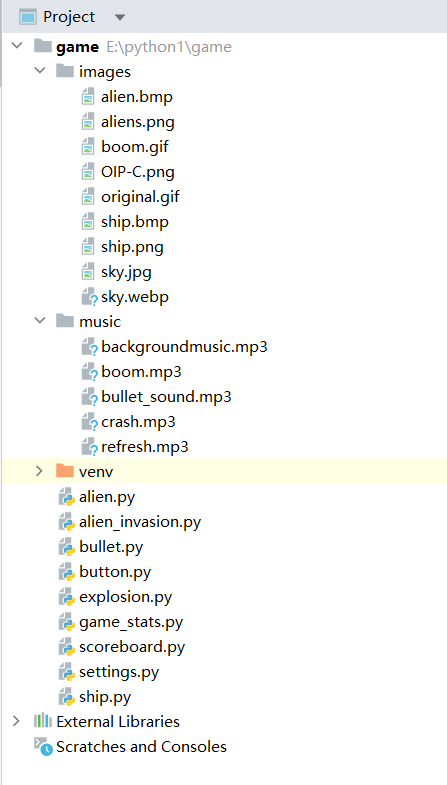 Project
game E:\python1\game
images
alien.bmp
aliens.png
boom.gif
OIP-C.png
original.gif
ship.bmp
ship.png
sky.jpg
sky.webp
music
backgroundmusic.mp3
boom.mp3
bullet_sound.mp3
crash.mp3
refresh.mp3
venv
alien.py
alien_invasion.py
bullet.py
button.py
explosion.py
game_stats.py
scoreboard.py
settings.py
ship.py
External Libraries
Scratches and Consoles